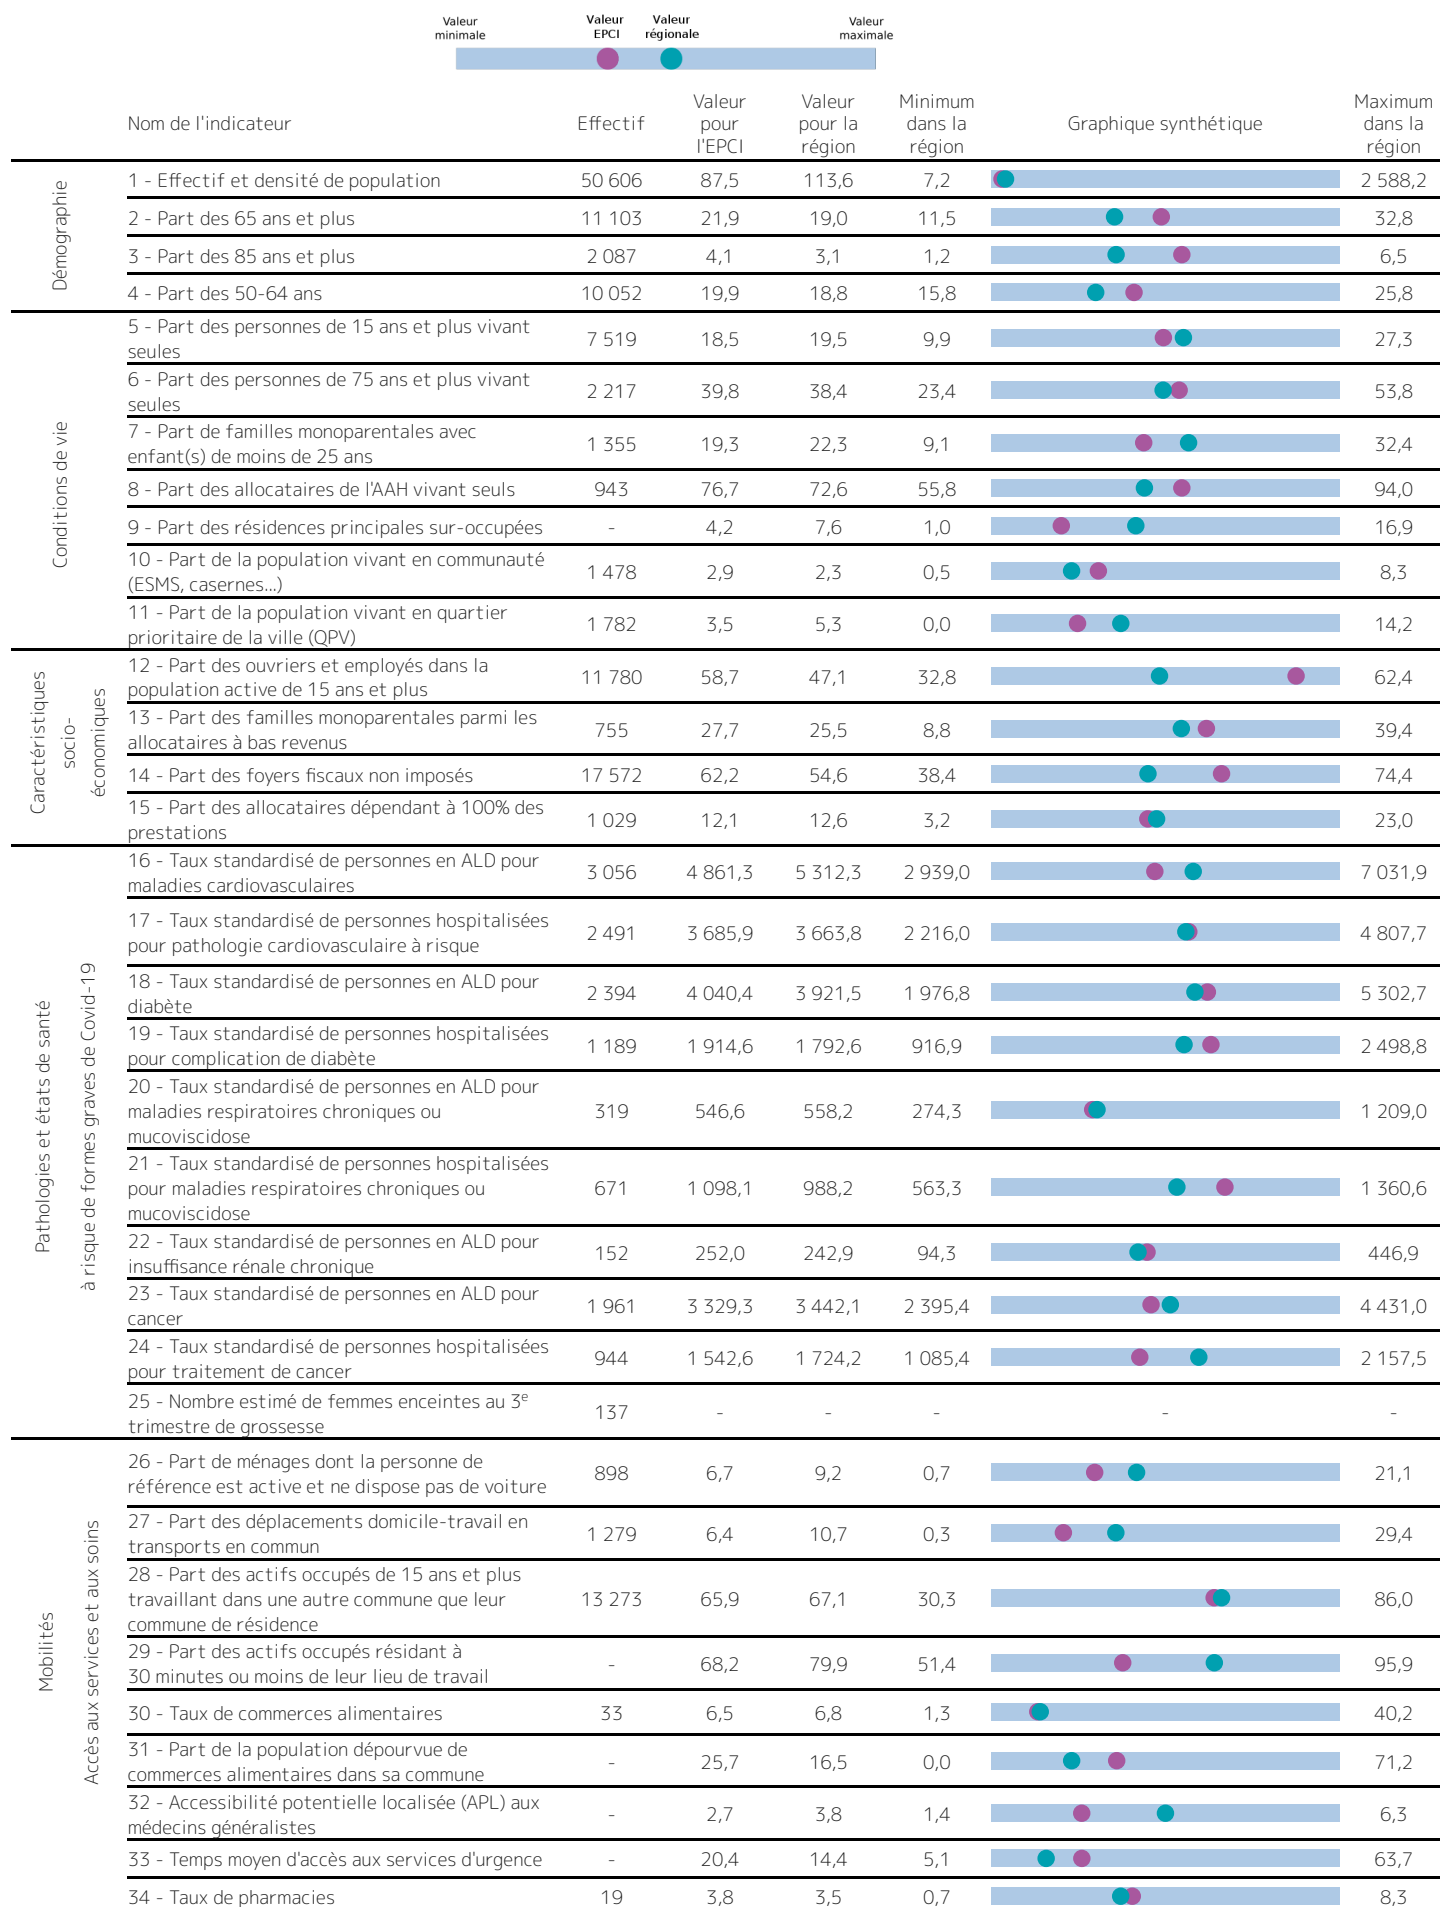 Valeur
minimale
Valeur
EPCI
Valeur
régionale
Valeur
maximale
Nom de l'indicateur
Effectif
Valeur
pour
l'EPCI
Valeur
pour la
région
Minimum
dans la
région
Graphique synthétique
Maximum
dans la
région
Démographie
1 - Effectif et densité de population 50 606 87,5 113,6 7,2 2 588,2
2 - Part des 65 ans et plus 11 103 21,9 19,0 11,5 32,8
3 - Part des 85 ans et plus 2 087 4,1 3,1 1,2 6,5
4 - Part des 50-64 ans 10 052 19,9 18,8 15,8 25,8
Conditions de vie
5 - Part des personnes de 15 ans et plus vivant
seules 7 519 18,5 19,5 9,9 27,3
6 - Part des personnes de 75 ans et plus vivant
seules 2 217 39,8 38,4 23,4 53,8
7 - Part de familles monoparentales avec
enfant(s) de moins de 25 ans 1 355 19,3 22,3 9,1 32,4
8 - Part des allocataires de l'AAH vivant seuls 943 76,7 72,6 55,8 94,0
9 - Part des résidences principales sur-occupées - 4,2 7,6 1,0 16,9
10 - Part de la population vivant en communauté
(ESMS, casernes...) 1 478 2,9 2,3 0,5 8,3
11 - Part de la population vivant en quartier
prioritaire de la ville (QPV) 1 782 3,5 5,3 0,0 14,2
Caractéristiques
socio-
économiques
12 - Part des ouvriers et employés dans la
population active de 15 ans et plus 11 780 58,7 47,1 32,8 62,4
13 - Part des familles monoparentales parmi les
allocataires à bas revenus 755 27,7 25,5 8,8 39,4
14 - Part des foyers fiscaux non imposés 17 572 62,2 54,6 38,4 74,4
15 - Part des allocataires dépendant à 100% des
prestations 1 029 12,1 12,6 3,2 23,0
Pathologies et états de santé
à risque de formes graves de Covid-19
16 - Taux standardisé de personnes en ALD pour
maladies cardiovasculaires 3 056 4 861,3 5 312,3 2 939,0 7 031,9
17 - Taux standardisé de personnes hospitalisées
pour pathologie cardiovasculaire à risque 2 491 3 685,9 3 663,8 2 216,0 4 807,7
18 - Taux standardisé de personnes en ALD pour
diabète 2 394 4 040,4 3 921,5 1 976,8 5 302,7
19 - Taux standardisé de personnes hospitalisées
pour complication de diabète 1 189 1 914,6 1 792,6 916,9 2 498,8
20 - Taux standardisé de personnes en ALD pour
maladies respiratoires chroniques ou 319 546,6 558,2 274,3 1 209,0
mucoviscidose
21 - Taux standardisé de personnes hospitalisées
pour maladies respiratoires chroniques ou 671 1 098,1 988,2 563,3 1 360,6
mucoviscidose
22 - Taux standardisé de personnes en ALD pour
insuffisance rénale chronique 152 252,0 242,9 94,3 446,9
23 - Taux standardisé de personnes en ALD pour
cancer 1 961 3 329,3 3 442,1 2 395,4 4 431,0
24 - Taux standardisé de personnes hospitalisées
pour traitement de cancer 944 1 542,6 1 724,2 1 085,4 2 157,5
25 - Nombre estimé de femmes enceintes au 3e
trimestre de grossesse 137 - - - - -
Mobilités
Accès aux services et aux soins
26 - Part de ménages dont la personne de
référence est active et ne dispose pas de voiture 898 6,7 9,2 0,7 21,1
27 - Part des déplacements domicile-travail en
transports en commun 1 279 6,4 10,7 0,3 29,4
28 - Part des actifs occupés de 15 ans et plus
travaillant dans une autre commune que leur 13 273 65,9 67,1 30,3 86,0
commune de résidence
29 - Part des actifs occupés résidant à
30 minutes ou moins de leur lieu de travail - 68,2 79,9 51,4 95,9
30 - Taux de commerces alimentaires 33 6,5 6,8 1,3 40,2
31 - Part de la population dépourvue de
commerces alimentaires dans sa commune - 25,7 16,5 0,0 71,2
32 - Accessibilité potentielle localisée (APL) aux
médecins généralistes - 2,7 3,8 1,4 6,3
33 - Temps moyen d'accès aux services d'urgence - 20,4 14,4 5,1 63,7
34 - Taux de pharmacies 19 3,8 3,5 0,7 8,3